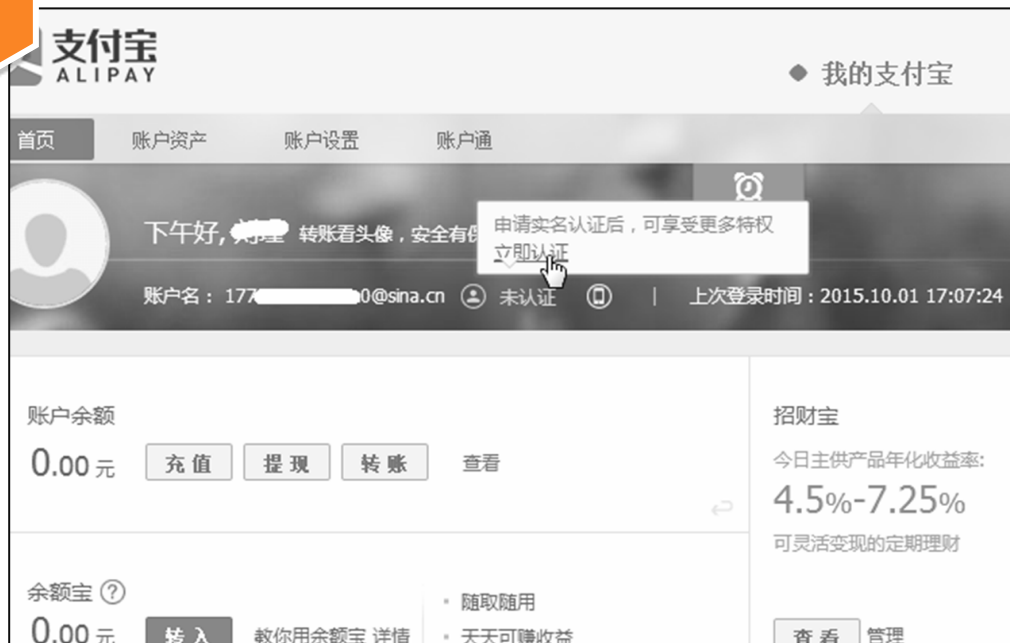 支付宝
ALIPAY
我的支付宝
首页 账户资产 账户设置 账户通
申请实名认证后，可享受更多特权
立即认证
下午好, 转账看头像，安全有
账户名： 177 0@sina.cn 未认证 | 上次登录时间：2015.10.01 17:07:24
账户余额
0.00 元 充值 提现 转账 查看
招财宝
今日主供产品年化收益率:
4.5%-7.25%
可灵活变现的定期理财
余额宝 ?
0.00 元 转入 教你用余额宝 详情
· 随取随用
· 天天可赚收益
查看 管理